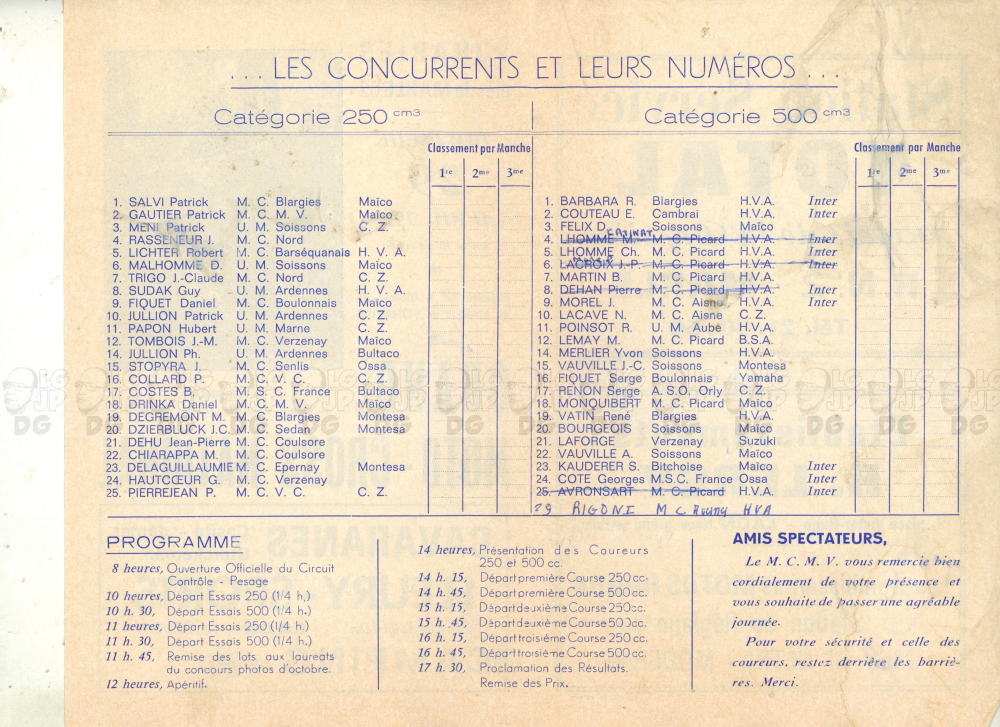 ... LES CONCURRENTS ET LEURS NUMÉROS ...
Catégorie 250 cm3
Classement par Manche
1re 2me 3me
1. SALVI Patrick M. C. Blargies Maïco
2. GAUTIER Patrick M. C. M. V. Maïco
3. MENI Patrick U. M. Soissons C. Z.
4. RASSENEUR J. M. C. Nord
5. LICHTER Robert M. C. Barséquanais H. V. A.
6. MALHOMME D. U. M. Soissons Maïco
7. TRIGO J.-Claude M. C. Nord C. Z.
8. SUDAK Guy U. M. Ardennes H. V. A.
9. FIQUET Daniel M. C. Boulonnais Maïco
10. JULLION Patrick U. M. Ardennes C. Z.
11. PAPON Hubert U. M. Marne C. Z.
12. TOMBOIS J.-M. M. C. Verzenay Maïco
14. JULLION Ph. U. M. Ardennes Bultaco
15. STOPYRA J. M. C. Senlis Ossa
16. COLLARD P. M. C. V. C. C. Z.
17. COSTES B. M. S. C. France Bultaco
18. DRINKA Daniel M. C. M. V. Maïco
19. DEGREMONT M. M. C. Blargies Montesa
20. DZIERBLUCK J.C. M. C. Sedan Montesa
21. DEHU Jean-Pierre M. C. Coulsore
22. CHIARAPPA M. M. C. Coulsore
23. DELAGUILLAUMIE M. C. Epernay Montesa
24. HAUTCŒUR G. M. C. Verzenay
25. PIERREJEAN P. M. C. V. C. C. Z.
Catégorie 500 cm3
Classement par Manche
1re 2me 3me
1. BARBARA R. Blargies H.V.A. Inter
2. COUTEAU E. Cambrai H.V.A. Inter
3. FELIX D. Soissons Maïco
4. LHOMME M. M. C. Picard H.V.A. Inter
5. LHOMME Ch. M. C. Picard H.V.A. Inter
6. LACROIX J.-P. M. C. Picard H.V.A. Inter
7. MARTIN B. M. C. Picard H.V.A.
8. DEHAN Pierre M. C. Picard H.V.A. Inter
9. MOREL J. M. C. Aisne H.V.A. Inter
10. LACAVE N. M. C. Aisne C. Z.
11. POINSOT R. U. M. Aube H.V.A.
12. LEMAY M. M. C. Picard B.S.A.
14. MERLIER Yvon Soissons H.V.A.
15. VAUVILLE J.-C. Soissons Montesa
16. FIQUET Serge Boulonnais Yamaha
17. RENON Serge A.S.O. Orly C. Z.
18. MONQUIBERT M. C. Picard Maïco
19. VATIN René Blargies H.V.A.
20. BOURGEOIS Soissons Maïco
21. LAFORGE Verzenay Suzuki
22. VAUVILLE A. Soissons Maïco
23. KAUDERER S. Bitchoise Maïco Inter
24. COTE Georges M.S.C. France Ossa Inter
25. AVRONSART M. C. Picard H.V.A. Inter
29 RIGONI M C HVA
PROGRAMME
8 heures, Ouverture Officielle du Circuit
Contrôle - Pesage
10 heures, Départ Essais 250 (1/4 h.)
10 h. 30, Départ Essais 500 (1/4 h.)
11 heures, Départ Essais 250 (1/4 h.)
11 h. 30, Départ Essais 500 (1/4 h.)
11 h. 45, Remise des lots aux laureats
du concours photos d'octobre.
12 heures, Apéritif.
14 heures, Présentation des Coureurs
250 et 500 cc.
14 h. 15, Départ première Course 250 cc.
14 h. 45, Départ première Course 500 cc.
15 h. 15, Départ deuxième Course 250 cc.
15 h. 45, Départ deuxième Course 500 cc.
16 h. 15, Départ troisième Course 250 cc.
16 h. 45, Départ troisième Course 500 cc.
17 h. 30, Proclamation des Résultats.
Remise des Prix.
AMIS SPECTATEURS,
Le M. C. M. V. vous remercie bien
cordialement de votre présence et
vous souhaite de passer une agréable
journée.
Pour votre sécurité et celle des
coureurs, restez derrière les barriè-
res. Merci.